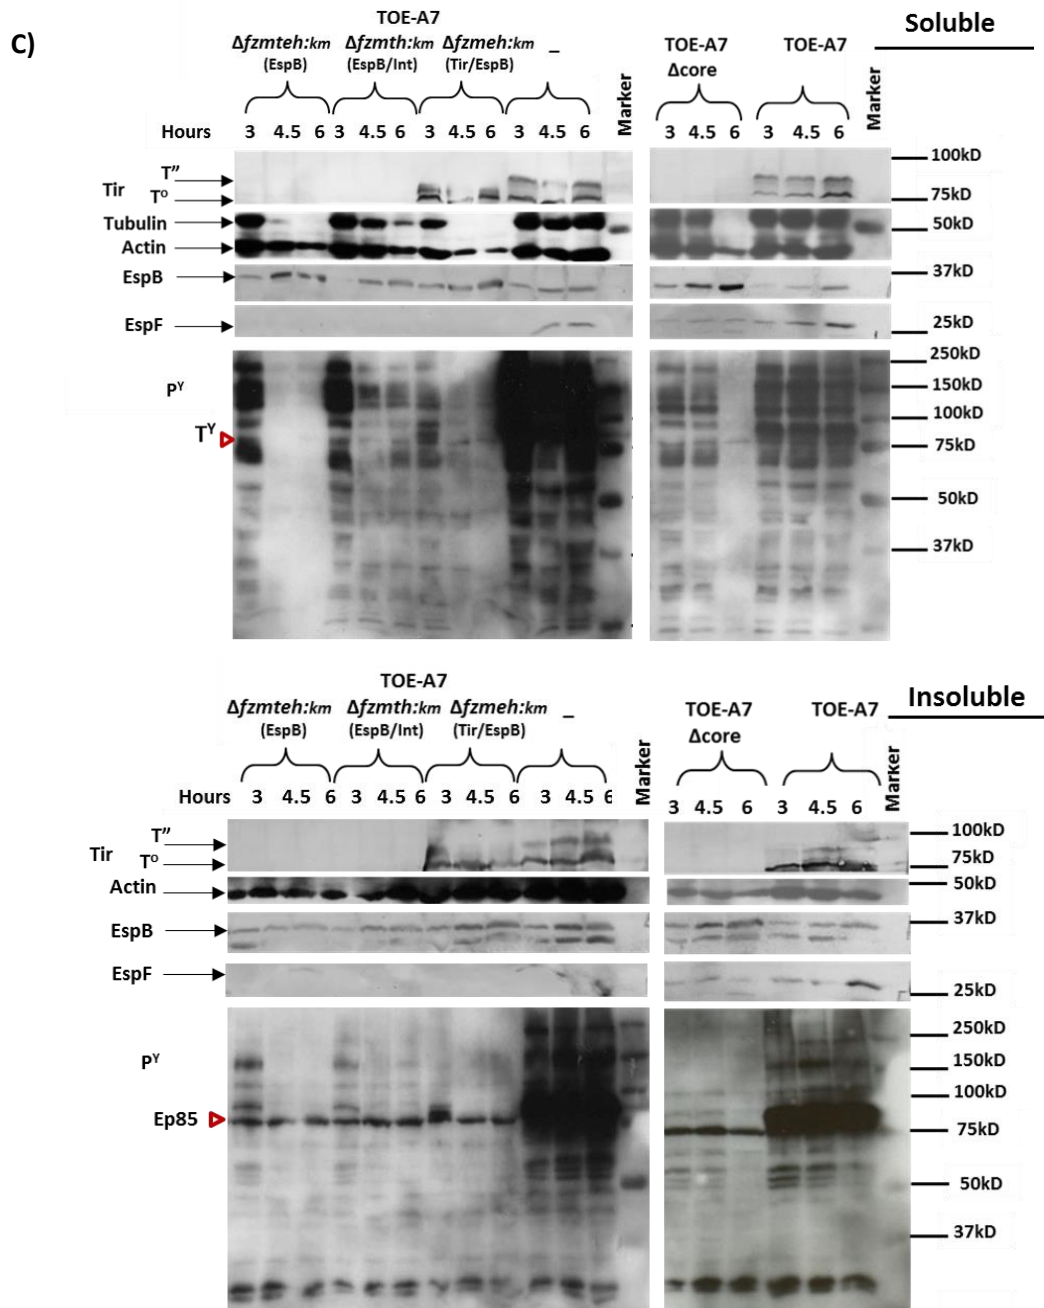 C)
TOE-A7
Soluble
Δfzmteh:km Δfzmth:km Δfzmeh:km _
(EspB) (EspB/Int) (Tir/EspB)
TOE-A7 TOE-A7
Δcore
Marker
Marker
Hours 3 4.5 6 3 4.5 6 3 4.5 6 3 4.5 6 3 4.5 6 3 4.5 6
T”
Tir
Tᴼ
Tubulin
Actin
EspB
EspF
Pʸ
Tʸ
100kD
75kD
50kD
37kD
25kD
250kD
150kD
100kD
75kD
50kD
37kD
TOE-A7
Insoluble
Δfzmteh:km Δfzmth:km Δfzmeh:km _
(EspB) (EspB/Int) (Tir/EspB)
TOE-A7 TOE-A7
Δcore
Marker
Marker
Hours 3 4.5 6 3 4.5 6 3 4.5 6 3 4.5 6 3 4.5 6 3 4.5 6
T”
Tir
Tᴼ
Actin
EspB
EspF
Pʸ
Ep85
100kD
75kD
50kD
37kD
25kD
250kD
150kD
100kD
75kD
50kD
37kD